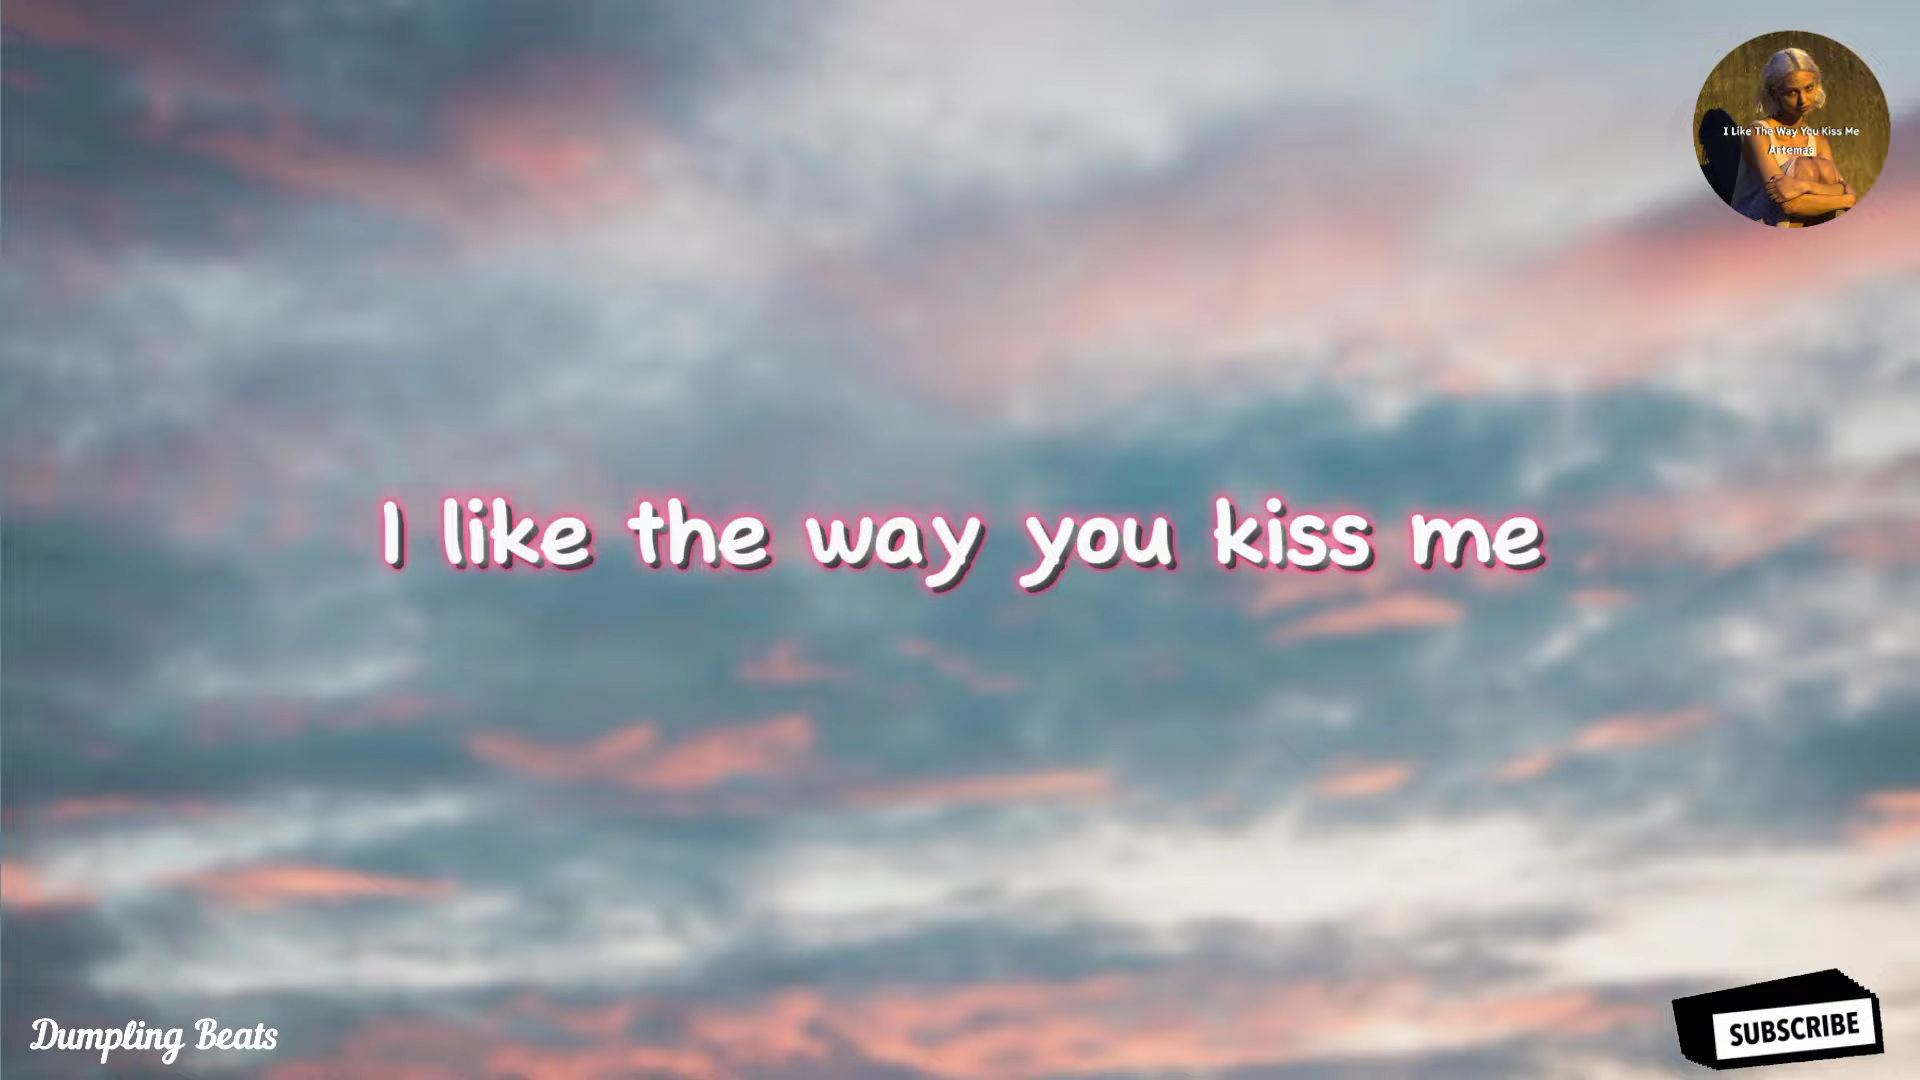 I Like The Way You Kiss Me
Artemas
I like the way you kiss me
Dumpling Beats
SUBSCRIBE